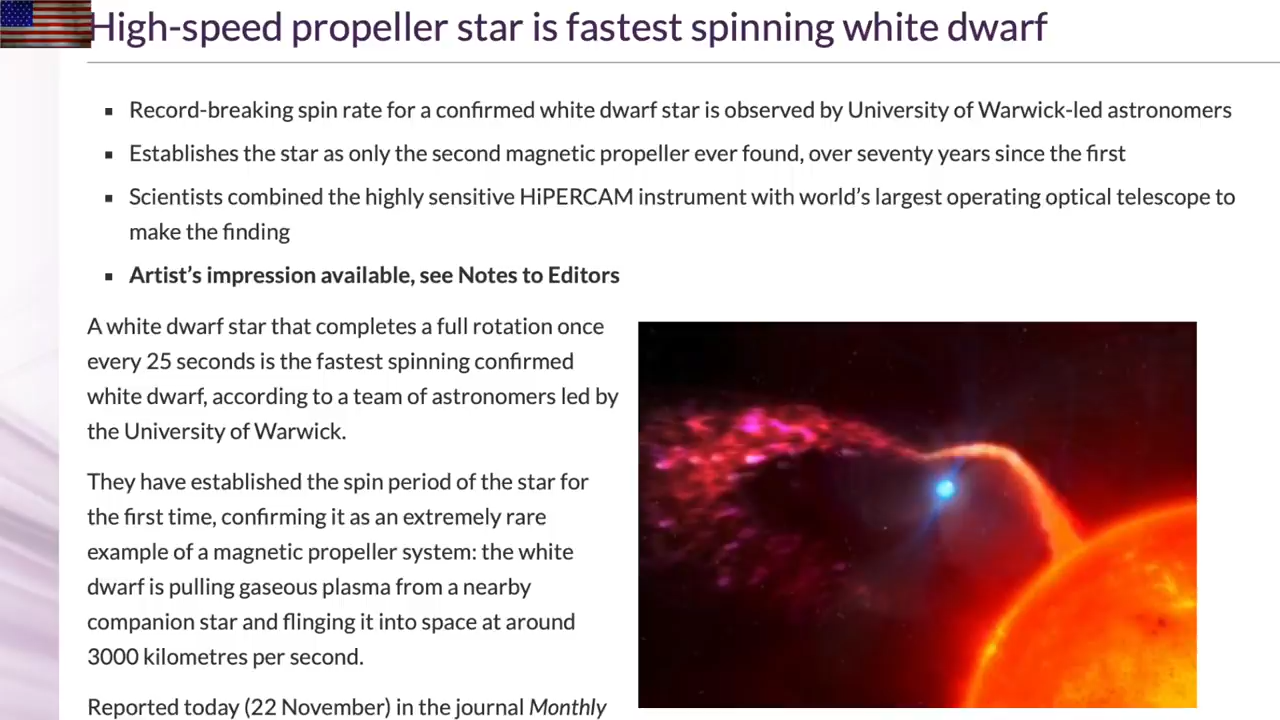 High-speed propeller star is fastest spinning white dwarf
▪ Record-breaking spin rate for a confirmed white dwarf star is observed by University of Warwick-led astronomers
▪ Establishes the star as only the second magnetic propeller ever found, over seventy years since the first
▪ Scientists combined the highly sensitive HiPERCAM instrument with world’s largest operating optical telescope to
make the finding
▪ Artist’s impression available, see Notes to Editors
A white dwarf star that completes a full rotation once
every 25 seconds is the fastest spinning confirmed
white dwarf, according to a team of astronomers led by
the University of Warwick.
They have established the spin period of the star for
the first time, confirming it as an extremely rare
example of a magnetic propeller system: the white
dwarf is pulling gaseous plasma from a nearby
companion star and flinging it into space at around
3000 kilometres per second.
Reported today (22 November) in the journal Monthly